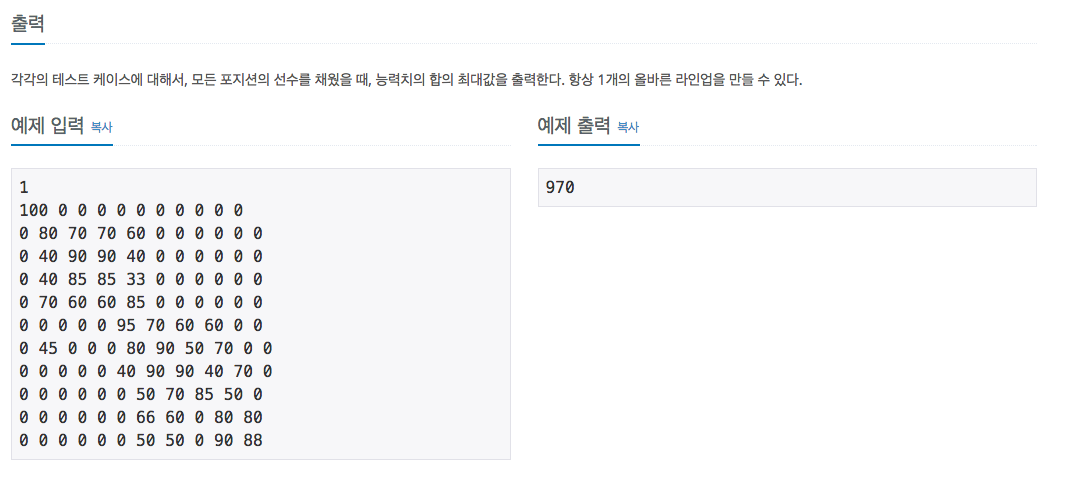 출력
각각의 테스트 케이스에 대해서, 모든 포지션의 선수를 채웠을 때, 능력치의 합의 최대값을 출력한다. 항상 1개의 올바른 라인업을 만들 수 있다.
예제 입력 복사
1
100 0 0 0 0 0 0 0 0 0 0
0 80 70 70 60 0 0 0 0 0 0
0 40 90 90 40 0 0 0 0 0 0
0 40 85 85 33 0 0 0 0 0 0
0 70 60 60 85 0 0 0 0 0 0
0 0 0 0 0 95 70 60 60 0 0
0 45 0 0 0 80 90 50 70 0 0
0 0 0 0 0 40 90 90 40 70 0
0 0 0 0 0 0 50 70 85 50 0
0 0 0 0 0 0 66 60 0 80 80
0 0 0 0 0 0 50 50 0 90 88
예제 출력 복사
970